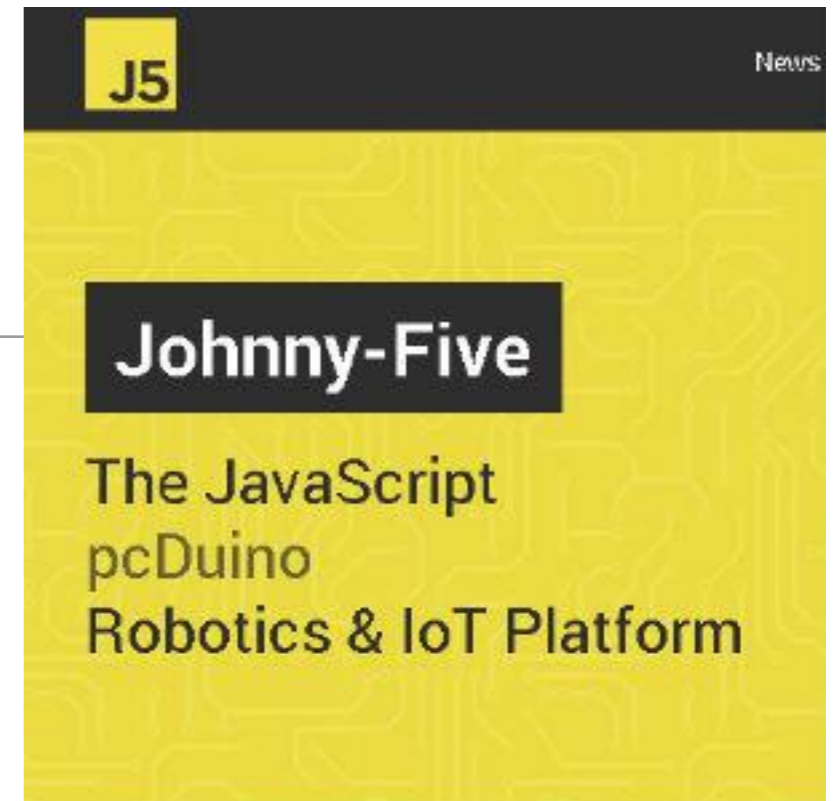 J5
News
Johnny-Five
The JavaScript
pcDuino
Robotics & IoT Platform